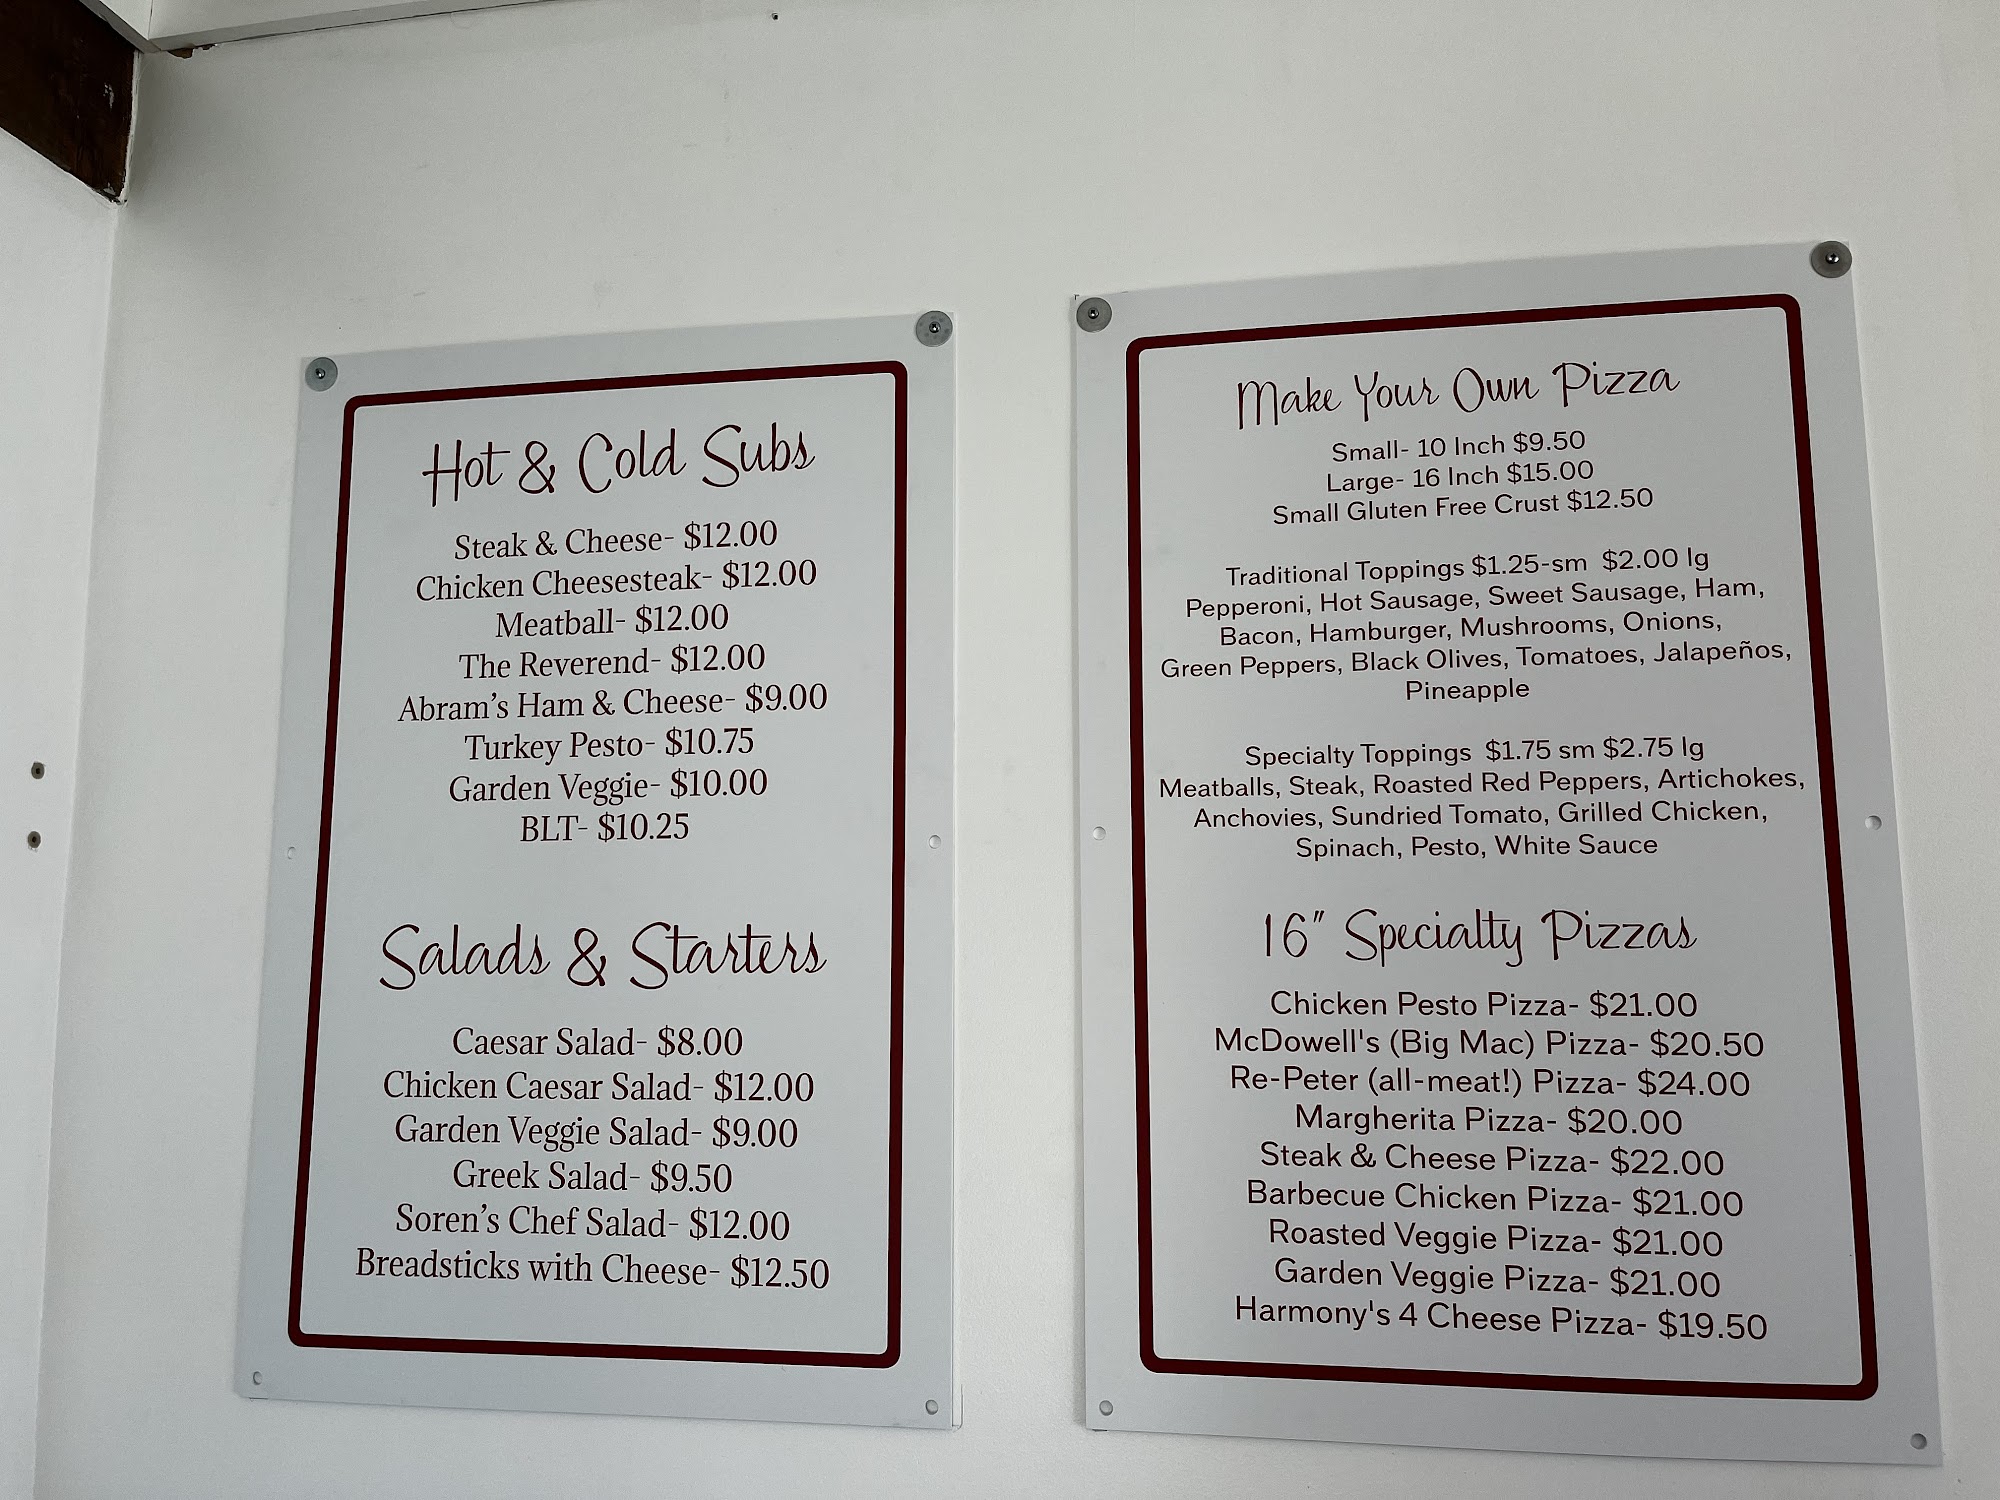 Hot & Cold Subs
Steak & Cheese- $12.00
Chicken Cheesesteak- $12.00
Meatball- $12.00
The Reverend- $12.00
Abram's Ham & Cheese- $9.00
Turkey Pesto- $10.75
Garden Veggie- $10.00
BLT- $10.25
Salads & Starters
Caesar Salad- $8.00
Chicken Caesar Salad- $12.00
Garden Veggie Salad- $9.00
Greek Salad- $9.50
Soren's Chef Salad- $12.00
Breadsticks with Cheese- $12.50
Make Your Own Pizza
Small- 10 Inch $9.50
Large- 16 Inch $15.00
Small Gluten Free Crust $12.50
Traditional Toppings $1.25-sm $2.00 lg
Pepperoni, Hot Sausage, Sweet Sausage, Ham,
Bacon, Hamburger, Mushrooms, Onions,
Green Peppers, Black Olives, Tomatoes, Jalapeños,
Pineapple
Specialty Toppings $1.75 sm $2.75 lg
Meatballs, Steak, Roasted Red Peppers, Artichokes,
Anchovies, Sundried Tomato, Grilled Chicken,
Spinach, Pesto, White Sauce
16" Specialty Pizzas
Chicken Pesto Pizza- $21.00
McDowell's (Big Mac) Pizza- $20.50
Re-Peter (all-meat!) Pizza- $24.00
Margherita Pizza- $20.00
Steak & Cheese Pizza- $22.00
Barbecue Chicken Pizza- $21.00
Roasted Veggie Pizza- $21.00
Garden Veggie Pizza- $21.00
Harmony's 4 Cheese Pizza- $19.50